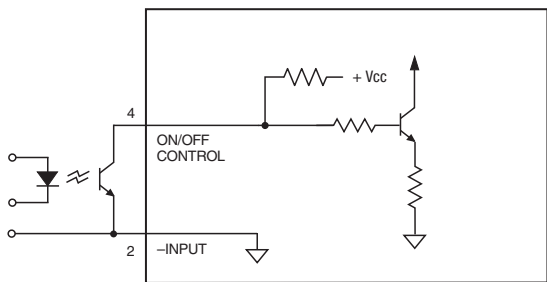 + Vcc
4
ON/OFF
CONTROL
2
–INPUT